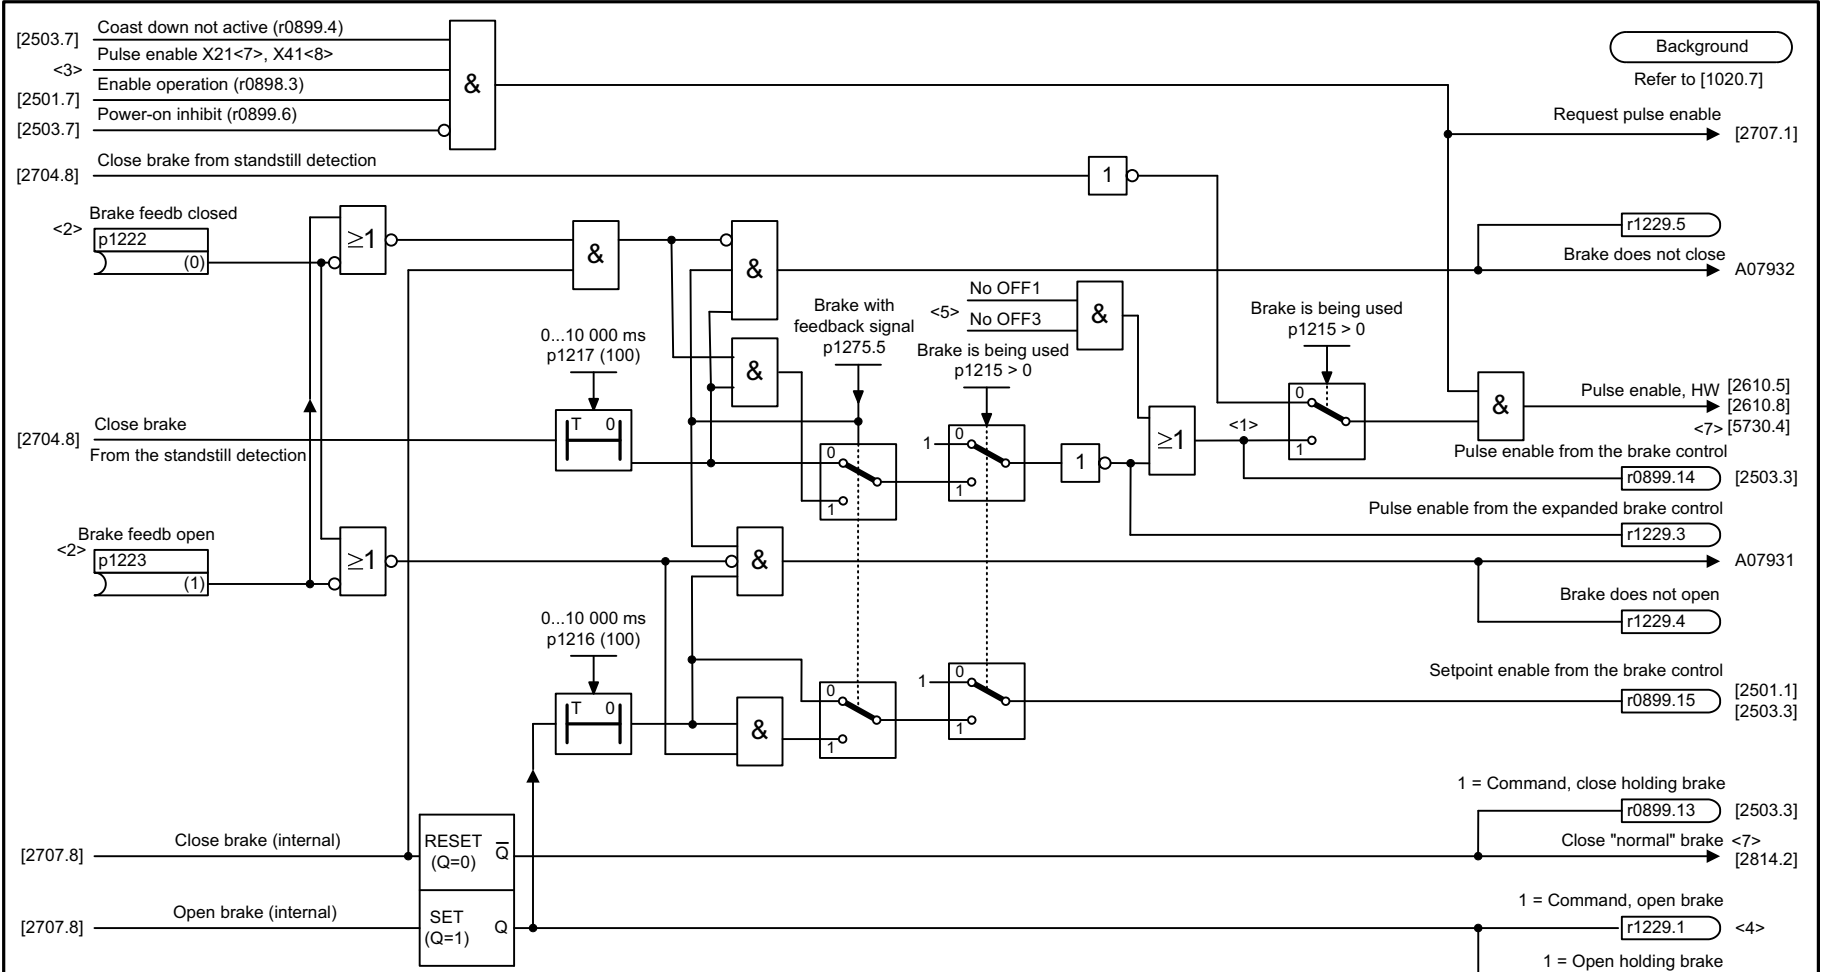 Coast down not active (r0899.4)
[2503.7]
Pulse enable X21<7>, X41<8>
<3>
Enable operation (r0898.3)
[2501.7]
Power-on inhibit (r0899.6)
[2503.7]
&
Background
Refer to [1020.7]
Request pulse enable
[2707.1]
Close brake from standstill detection
[2704.8]
1
Brake feedb closed
<2>
p1222
(0)
≥1
&
&
r1229.5
Brake does not close
A07932
No OFF1
<5>
No OFF3
&
Brake with
feedback signal
p1275.5
Brake is being used
p1215 > 0
Brake is being used
p1215 > 0
0...10 000 ms
p1217 (100)
&
T 0
Close brake
[2704.8]
From the standstill detection
0
1
1
0
1
1
≥1
<1>
0
1
&
Pulse enable, HW
[2610.5]
[2610.8]
<7> [5730.4]
Pulse enable from the brake control
r0899.14
[2503.3]
Pulse enable from the expanded brake control
r1229.3
Brake feedb open
<2>
p1223
(1)
≥1
&
A07931
Brake does not open
r1229.4
0...10 000 ms
p1216 (100)
T 0
&
0
1
1
0
1
Setpoint enable from the brake control
r0899.15
[2501.1]
[2503.3]
1 = Command, close holding brake
r0899.13
[2503.3]
Close brake (internal)
[2707.8]
RESET
(Q=0)
Q̅
Close "normal" brake <7>
[2814.2]
Open brake (internal)
[2707.8]
SET
(Q=1)
Q
1 = Command, open brake
r1229.1
<4>
1 = Open holding brake